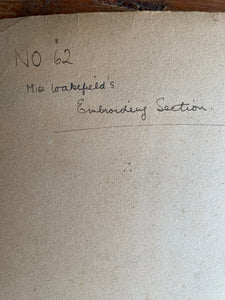 NO 62
Miss Wakefield's
Embroidery Section.